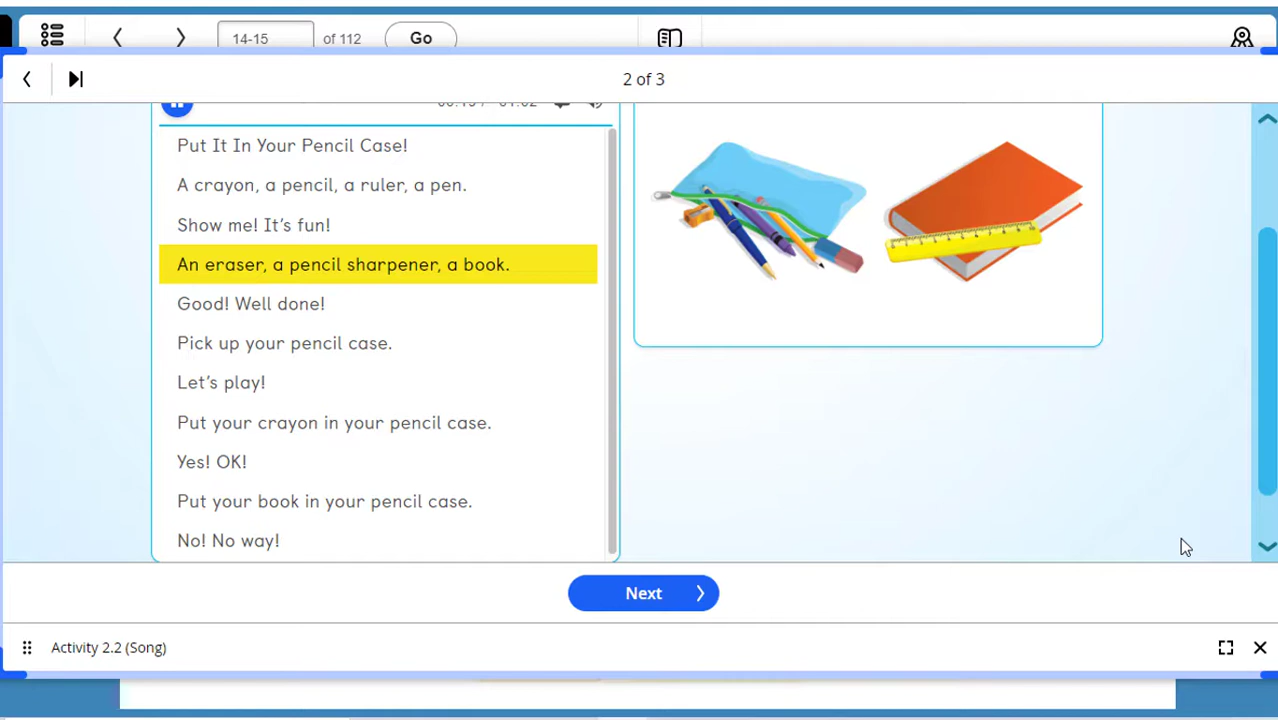 14-15 of 112 Go
2 of 3
Put It In Your Pencil Case!
A crayon, a pencil, a ruler, a pen.
Show me! It's fun!
An eraser, a pencil sharpener, a book.
Good! Well done!
Pick up your pencil case.
Let's play!
Put your crayon in your pencil case.
Yes! OK!
Put your book in your pencil case.
No! No way!
Next
Activity 2.2 (Song)